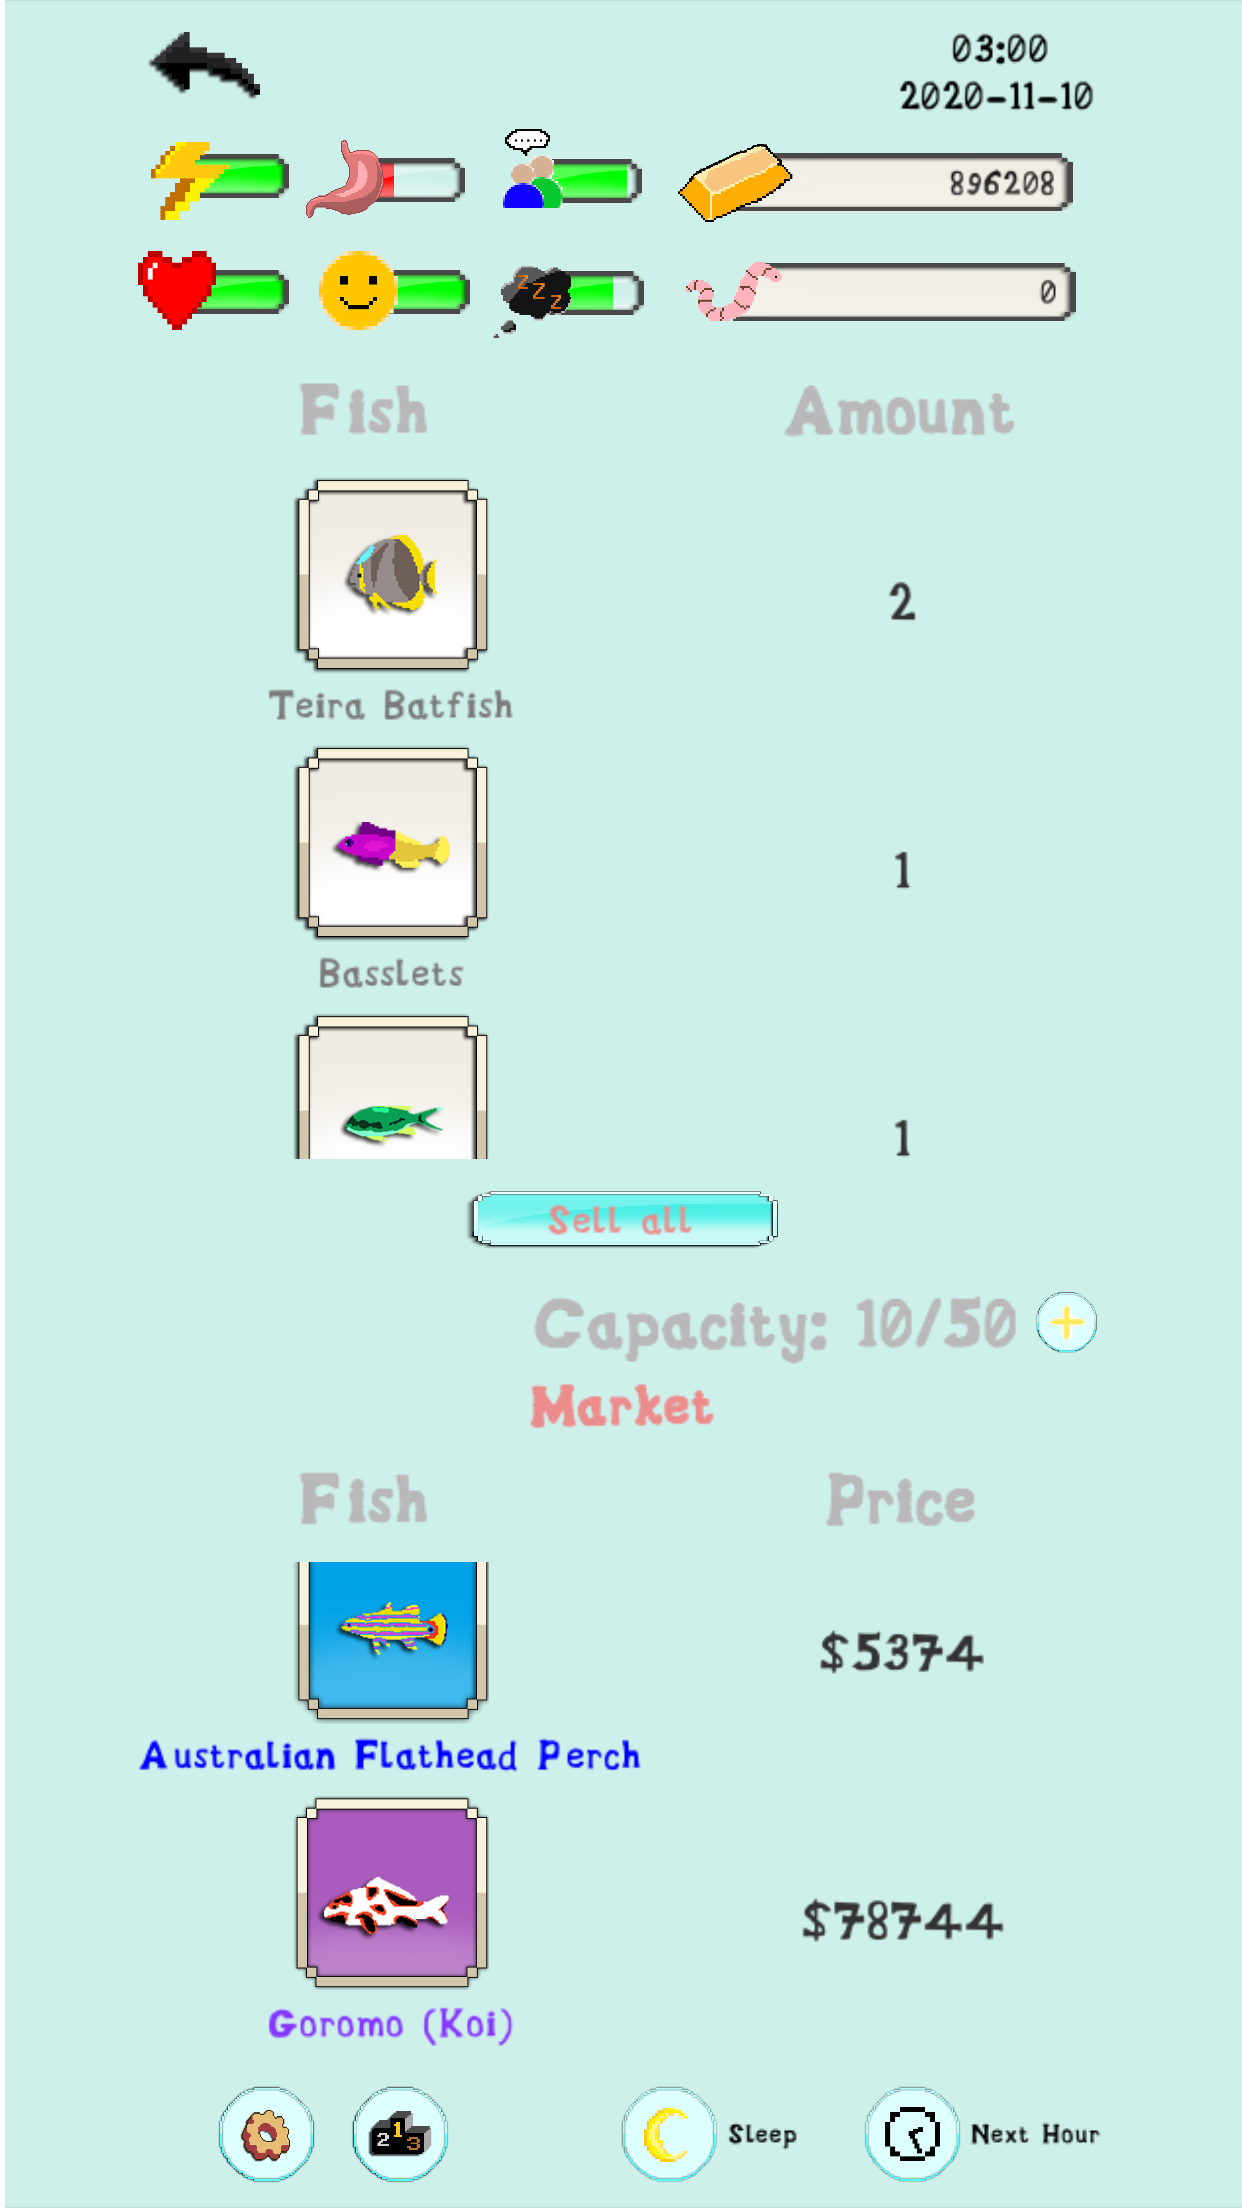 03:00
2020-11-10
896208
0
Fish Amount
2
Teira Batfish
1
Basslets
1
Sell all
Capacity: 10/50
Market
Fish Price
$5374
Australian Flathead Perch
$78744
Goromo (Koi)
2 1 3
Sleep
Next Hour